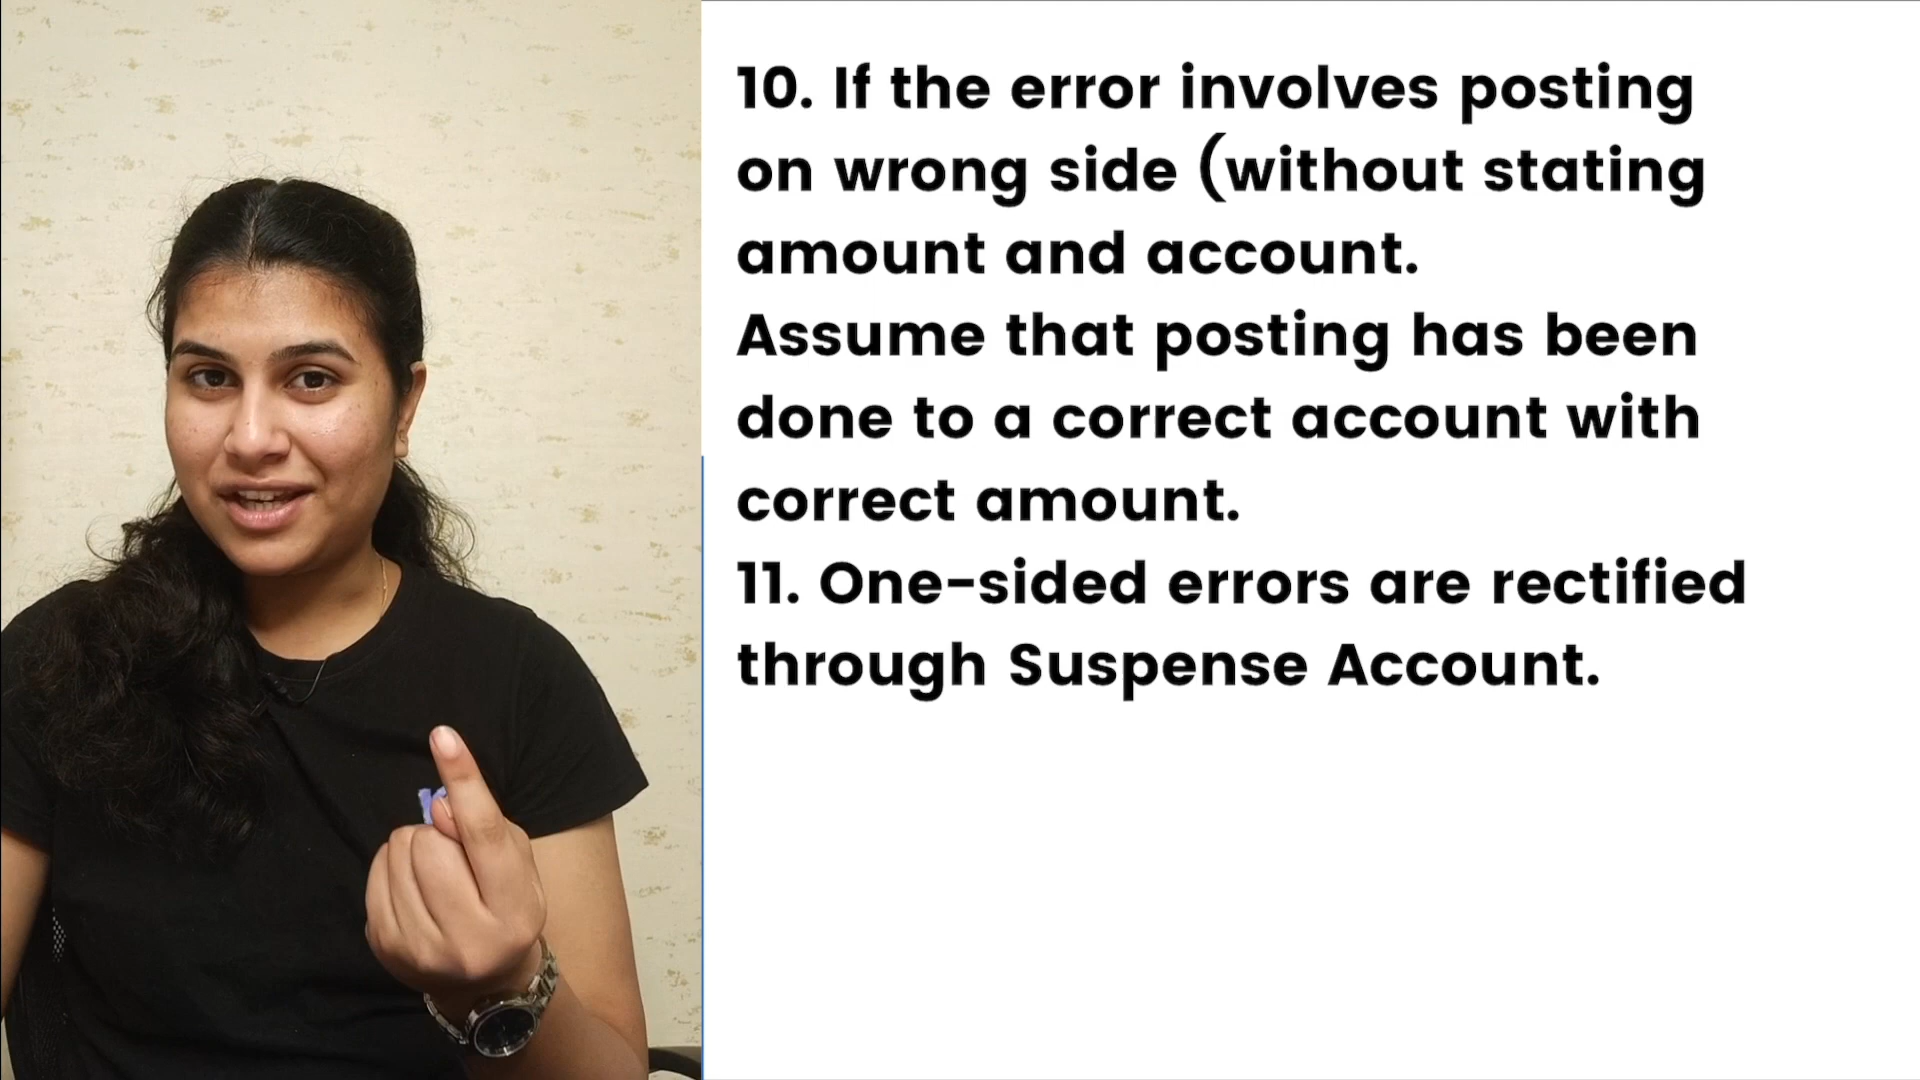 10. If the error involves posting
on wrong side (without stating
amount and account.
Assume that posting has been
done to a correct account with
correct amount.
11. One-sided errors are rectified
through Suspense Account.